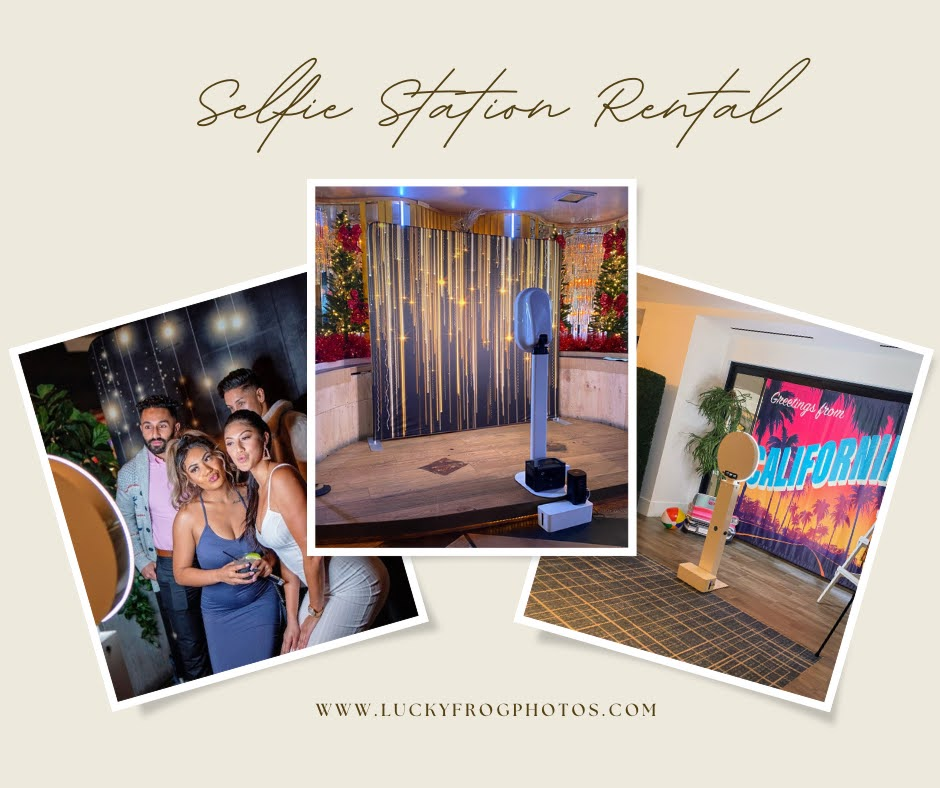 Selfie Station Rental
Greetings from
CALIFORNIA
WWW.LUCKYFROGPHOTOS.COM